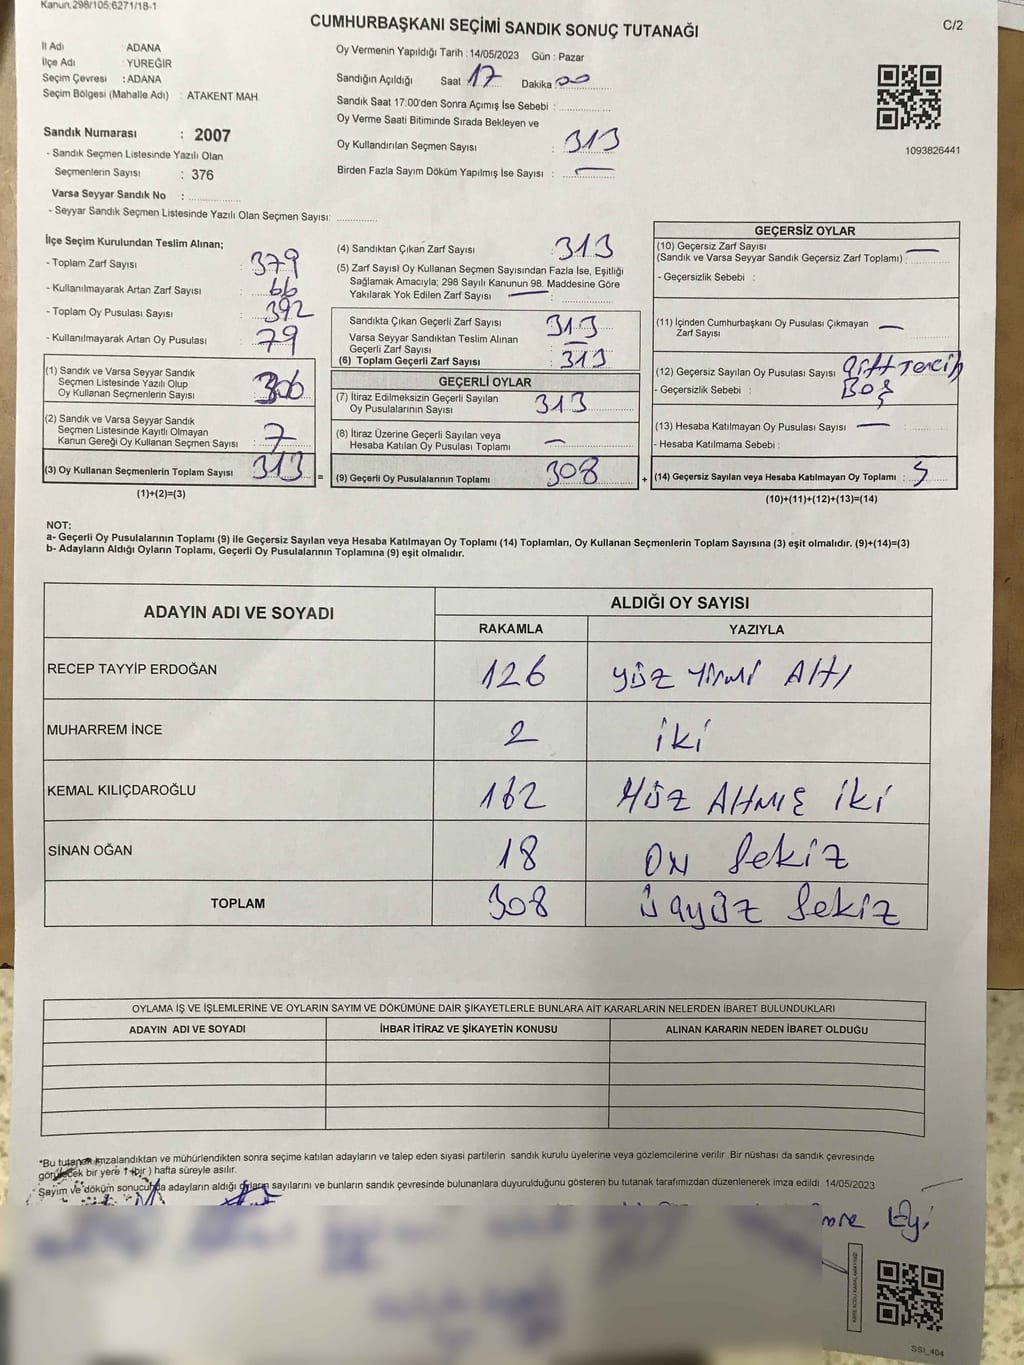 Kanun.298/105;6271/18-1
CUMHURBAŞKANI SEÇİMİ SANDIK SONUÇ TUTANAĞI
C/2
İl Adı : ADANA
İlçe Adı : YÜREĞİR
Seçim Çevresi : ADANA
Seçim Bölgesi (Mahalle Adı) : ATAKENT MAH.
Sandık Numarası : 2007
- Sandık Seçmen Listesinde Yazılı Olan
Seçmenlerin Sayısı : 376
Varsa Seyyar Sandık No :
- Seyyar Sandık Seçmen Listesinde Yazılı Olan Seçmen Sayısı:
Oy Vermenin Yapıldığı Tarih : 14/05/2023 Gün : Pazar
Sandığın Açıldığı Saat 17 Dakika 00
Sandık Saat 17:00'den Sonra Açımış İse Sebebi :
Oy Verme Saati Bitiminde Sırada Bekleyen ve
Oy Kullandırılan Seçmen Sayısı : 313
Birden Fazla Sayım Döküm Yapılmış İse Sayısı : —
1093826441
İlçe Seçim Kurulundan Teslim Alınan;
- Toplam Zarf Sayısı : 379
- Kullanılmayarak Artan Zarf Sayısı : 66
- Toplam Oy Pusulası Sayısı : 392
- Kullanılmayarak Artan Oy Pusulası : 79
(1) Sandık ve Varsa Seyyar Sandık
Seçmen Listesinde Yazılı Olup
Oy Kullanan Seçmenlerin Sayısı : 306
(2) Sandık ve Varsa Seyyar Sandık
Seçmen Listesinde Kayıtlı Olmayan
Kanun Gereği Oy Kullanan Seçmen Sayısı : 7
(3) Oy Kullanan Seçmenlerin Toplam Sayısı : 313 =
(1)+(2)=(3)
(4) Sandıktan Çıkan Zarf Sayısı : 313
(5) Zarf Sayısı Oy Kullanan Seçmen Sayısından Fazla İse, Eşitliği
Sağlamak Amacıyla; 298 Sayılı Kanunun 98. Maddesine Göre
Yakılarak Yok Edilen Zarf Sayısı : —
Sandıkta Çıkan Geçerli Zarf Sayısı : 313
Varsa Seyyar Sandıktan Teslim Alınan
Geçerli Zarf Sayısı : —
(6) Toplam Geçerli Zarf Sayısı : 313
GEÇERLİ OYLAR
(7) İtiraz Edilmeksizin Geçerli Sayılan
Oy Pusulalarının Sayısı : 313
(8) İtiraz Üzerine Geçerli Sayılan veya
Hesaba Katılan Oy Pusulası Toplamı : —
(9) Geçerli Oy Pusulalarının Toplamı : 308 +
GEÇERSİZ OYLAR
(10) Geçersiz Zarf Sayısı
(Sandık ve Varsa Seyyar Sandık Geçersiz Zarf Toplamı) : —
- Geçersizlik Sebebi :
(11) İçinden Cumhurbaşkanı Oy Pusulası Çıkmayan
Zarf Sayısı : —
(12) Geçersiz Sayılan Oy Pusulası Sayısı : Çift Tercih
- Geçersizlik Sebebi : BOŞ
(13) Hesaba Katılmayan Oy Pusulası Sayısı : —
- Hesaba Katılmama Sebebi :
(14) Geçersiz Sayılan veya Hesaba Katılmayan Oy Toplamı : 5
(10)+(11)+(12)+(13)=(14)
NOT:
a- Geçerli Oy Pusulalarının Toplamı (9) ile Geçersiz Sayılan veya Hesaba Katılmayan Oy Toplamı (14) Toplamları, Oy Kullanan Seçmenlerin Toplam Sayısına (3) eşit olmalıdır. (9)+(14)=(3)
b- Adayların Aldığı Oyların Toplamı, Geçerli Oy Pusulalarının Toplamına (9) eşit olmalıdır.
ADAYIN ADI VE SOYADI ALDIĞI OY SAYISI
RAKAMLA YAZIYLA
RECEP TAYYİP ERDOĞAN 126 yüz yirmi Altı
MUHARREM İNCE 2 iki
KEMAL KILIÇDAROĞLU 162 Yüz Altmış iki
SİNAN OĞAN 18 ON Sekiz
TOPLAM 308 Üçyüz Sekiz
OYLAMA İŞ VE İŞLEMLERİNE VE OYLARIN SAYIM VE DÖKÜMÜNE DAİR ŞİKAYETLERLE BUNLARA AİT KARARLARIN NELERDEN İBARET BULUNDUKLARI
ADAYIN ADI VE SOYADI İHBAR İTİRAZ VE ŞİKAYETİN KONUSU ALINAN KARARIN NEDEN İBARET OLDUĞU
*Bu tutanak imzalandıktan ve mühürlendikten sonra seçime katılan adayların ve talep eden siyasi partilerin sandık kurulu üyelerine veya gözlemcilerine verilir. Bir nüshası da sandık çevresinde
görülecek bir yere 1 (bir) hafta süreyle asılır.
Sayım ve döküm sonucunda adayların aldığı oyların sayılarını ve bunların sandık çevresinde bulunanlara duyurulduğunu gösteren bu tutanak tarafımızdan düzenlenerek imza edildi. 14/05/2023
SSI_404